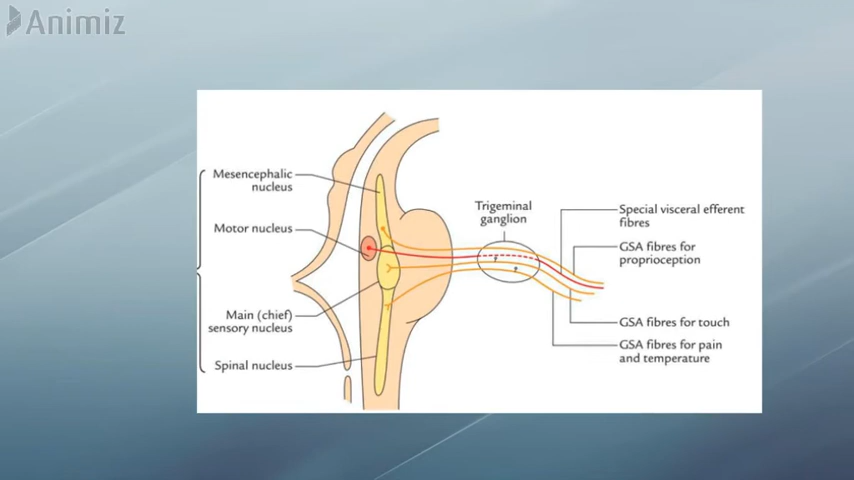 Animiz
Mesencephalic
nucleus
Motor nucleus
Main (chief)
sensory nucleus
Spinal nucleus
Trigeminal
ganglion
Special visceral efferent
fibres
GSA fibres for
proprioception
GSA fibres for touch
GSA fibres for pain
and temperature